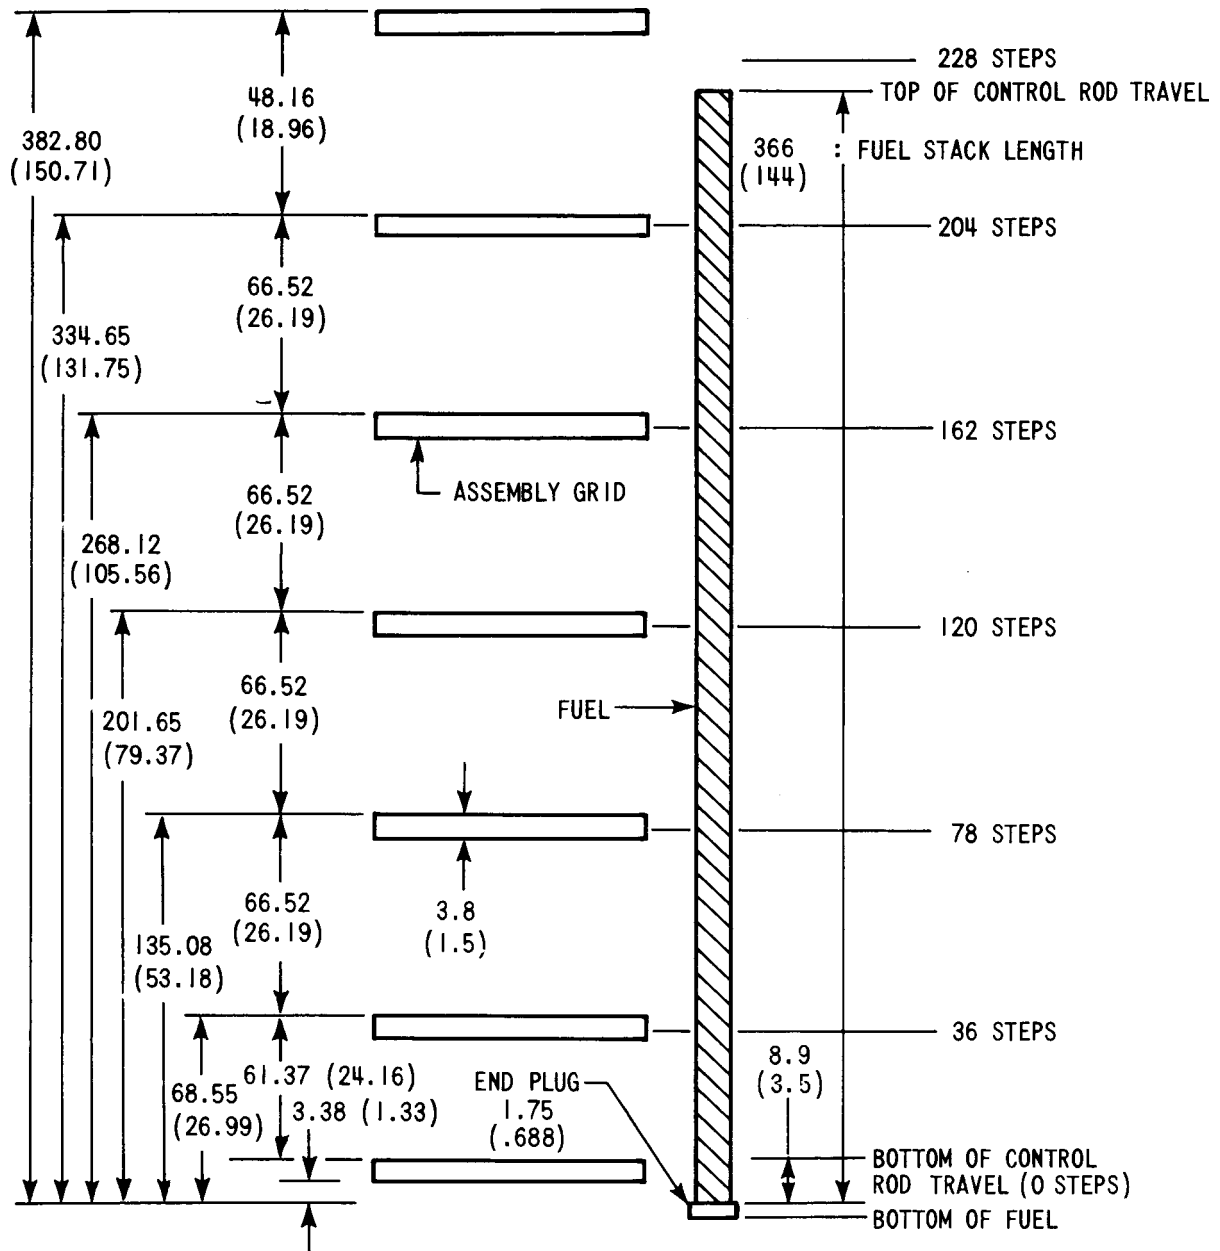 228 STEPS
TOP OF CONTROL ROD TRAVEL
48.16
(18.96)
382.80
(150.71)
366 : FUEL STACK LENGTH
(144)
204 STEPS
66.52
(26.19)
334.65
(131.75)
162 STEPS
ASSEMBLY GRID
66.52
(26.19)
268.12
(105.56)
120 STEPS
66.52
(26.19)
FUEL
201.65
(79.37)
78 STEPS
66.52
(26.19)
3.8
(1.5)
135.08
(53.18)
36 STEPS
8.9
(3.5)
61.37 (24.16)
68.55
(26.99)
3.38 (1.33)
END PLUG
1.75
(.688)
BOTTOM OF CONTROL
ROD TRAVEL (0 STEPS)
BOTTOM OF FUEL